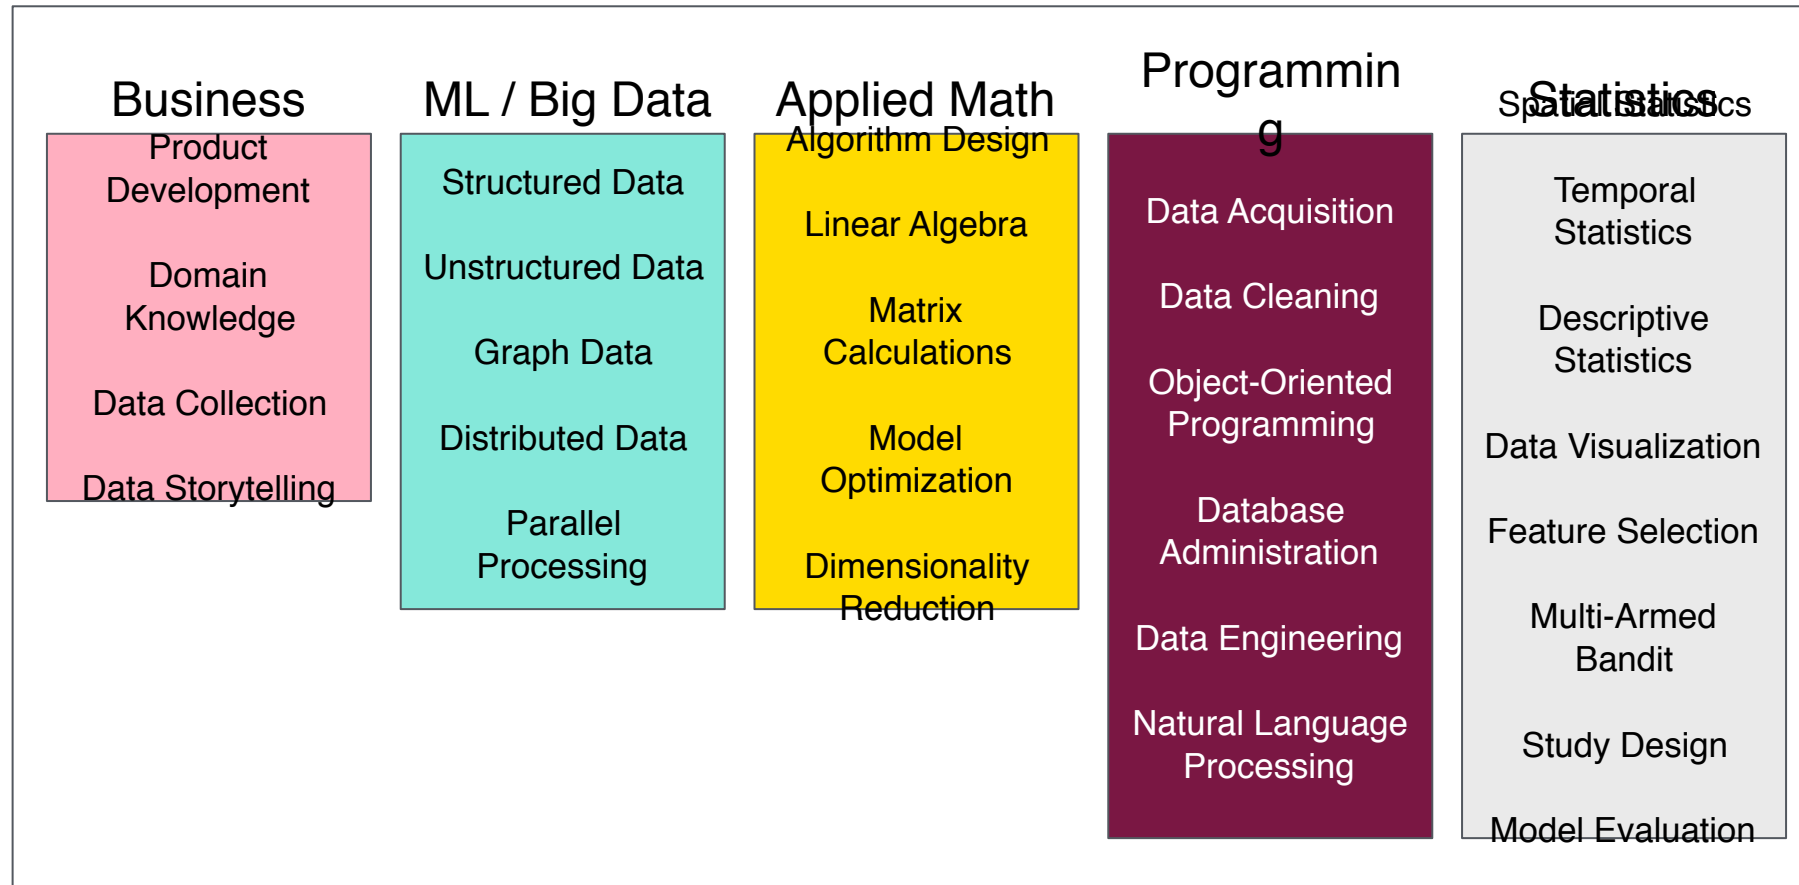 Business
Product
Development
Domain
Knowledge
Data Collection
Data Storytelling
ML / Big Data
Structured Data
Unstructured Data
Graph Data
Distributed Data
Parallel
Processing
Applied Math
Algorithm Design
Linear Algebra
Matrix
Calculations
Model
Optimization
Dimensionality
Reduction
Programmin
g
Data Acquisition
Data Cleaning
Object-Oriented
Programming
Database
Administration
Data Engineering
Natural Language
Processing
Statistics
Spatial Statistics
Temporal
Statistics
Descriptive
Statistics
Data Visualization
Feature Selection
Multi-Armed
Bandit
Study Design
Model Evaluation